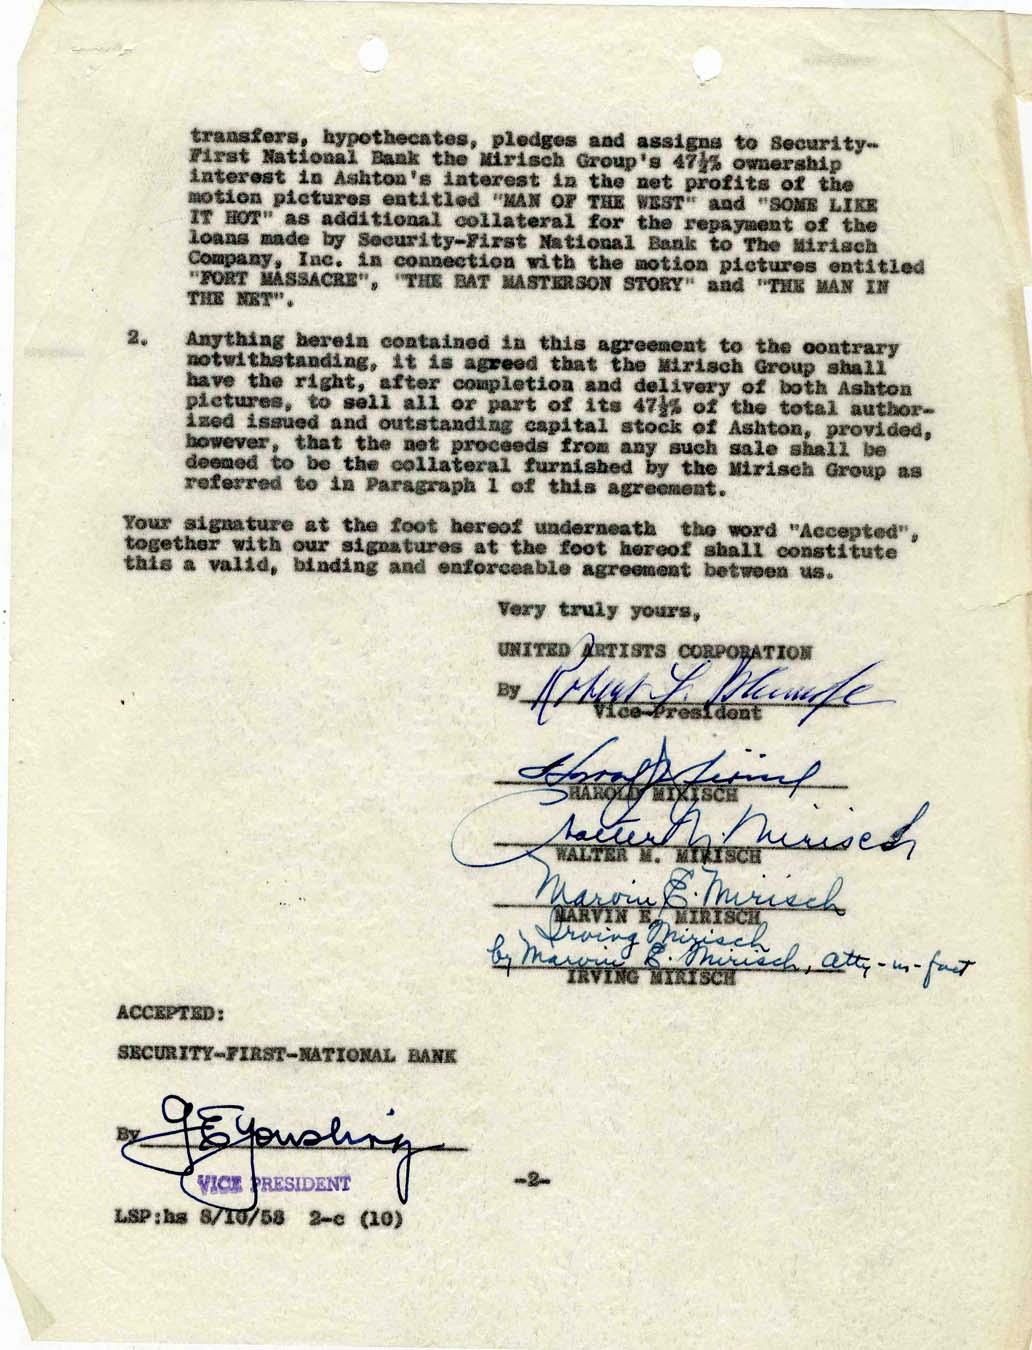 transfers, hypothecates, pledges and assigns to Security-
First National Bank the Mirisch Group's 47½% ownership
interest in Ashton's interest in the net profits of the
motion pictures entitled "MAN OF THE WEST" and "SOME LIKE
IT HOT" as additional collateral for the repayment of the
loans made by Security-First National Bank to The Mirisch
Company, Inc. in connection with the motion pictures entitled
"FORT MASSACRE", "THE BAT MASTERSON STORY" and "THE MAN IN
THE NET".
2. Anything herein contained in this agreement to the contrary
notwithstanding, it is agreed that the Mirisch Group shall
have the right, after completion and delivery of both Ashton
pictures, to sell all or part of its 47½% of the total author-
ized issued and outstanding capital stock of Ashton, provided,
however, that the net proceeds from any such sale shall be
deemed to be the collateral furnished by the Mirisch Group as
referred to in Paragraph 1 of this agreement.
Your signature at the foot hereof underneath the word "Accepted",
together with our signatures at the foot hereof shall constitute
this a valid, binding and enforceable agreement between us.
Very truly yours,
UNITED ARTISTS CORPORATION
By Robert L.
Vice-President
HAROLD MIRISCH
Walter M. Mirisch
WALTER M. MIRISCH
Marvin E. Mirisch
MARVIN E. MIRISCH
Irving Mirisch
by Marvin E. Mirisch, atty-in-fact
IRVING MIRISCH
ACCEPTED:
SECURITY-FIRST-NATIONAL BANK
By
VICE PRESIDENT
-2-
LSP:hs 8/10/58 2-c (10)